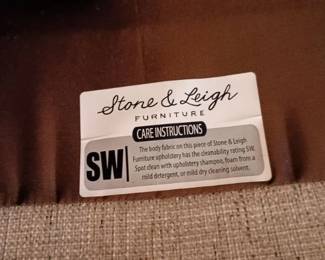 Stone & Leigh
FURNITURE
CARE INSTRUCTIONS
SW
The body fabric on this piece of Stone & Leigh
Furniture upholstery has the cleanability rating SW.
Spot clean with upholstery shampoo, foam from a
mild detergent, or mild dry cleaning solvent.